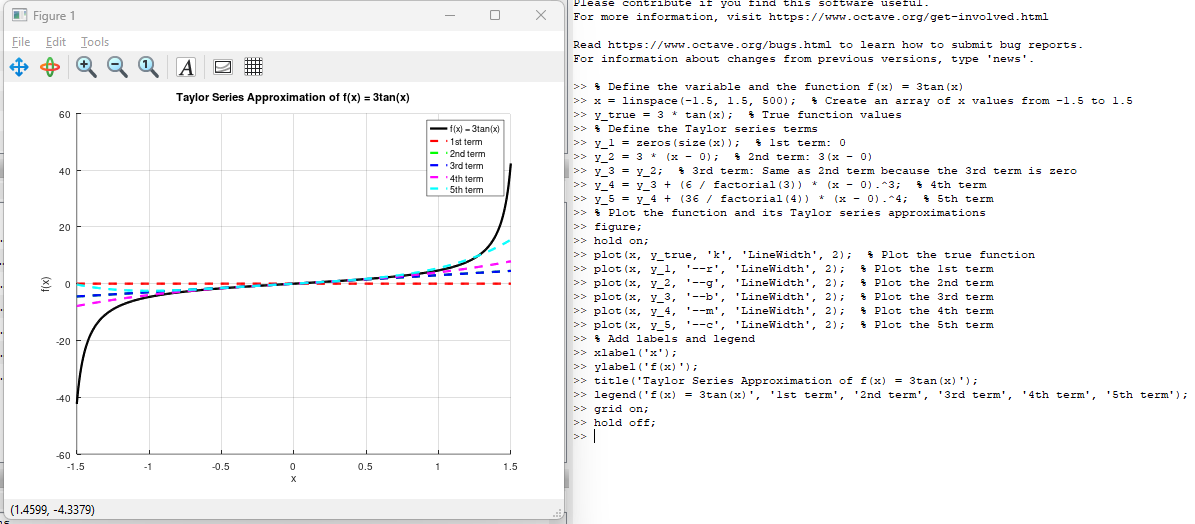 Figure 1
File Edit Tools
A
Taylor Series Approximation of f(x) = 3tan(x)
60
40
20
0
-20
-40
-60
f(x)
f(x) = 3tan(x)
1st term
2nd term
3rd term
4th term
5th term
-1.5 -1 -0.5 0 0.5 1 1.5
x
(1.4599, -4.3379)
Please contribute if you find this software useful.
For more information, visit https://www.octave.org/get-involved.html
Read https://www.octave.org/bugs.html to learn how to submit bug reports.
For information about changes from previous versions, type 'news'.
>> % Define the variable and the function f(x) = 3tan(x)
>> x = linspace(-1.5, 1.5, 500);  % Create an array of x values from -1.5 to 1.5
>> y_true = 3 * tan(x);  % True function values
>> % Define the Taylor series terms
>> y_1 = zeros(size(x));  % 1st term: 0
>> y_2 = 3 * (x - 0);  % 2nd term: 3(x - 0)
>> y_3 = y_2;  % 3rd term: Same as 2nd term because the 3rd term is zero
>> y_4 = y_3 + (6 / factorial(3)) * (x - 0).^3;  % 4th term
>> y_5 = y_4 + (36 / factorial(4)) * (x - 0).^4;  % 5th term
>> % Plot the function and its Taylor series approximations
>> figure;
>> hold on;
>> plot(x, y_true, 'k', 'LineWidth', 2);  % Plot the true function
>> plot(x, y_1, '--r', 'LineWidth', 2);  % Plot the 1st term
>> plot(x, y_2, '--g', 'LineWidth', 2);  % Plot the 2nd term
>> plot(x, y_3, '--b', 'LineWidth', 2);  % Plot the 3rd term
>> plot(x, y_4, '--m', 'LineWidth', 2);  % Plot the 4th term
>> plot(x, y_5, '--c', 'LineWidth', 2);  % Plot the 5th term
>> % Add labels and legend
>> xlabel('x');
>> ylabel('f(x)');
>> title('Taylor Series Approximation of f(x) = 3tan(x)');
>> legend('f(x) = 3tan(x)', '1st term', '2nd term', '3rd term', '4th term', '5th term');
>> grid on;
>> hold off;
>>